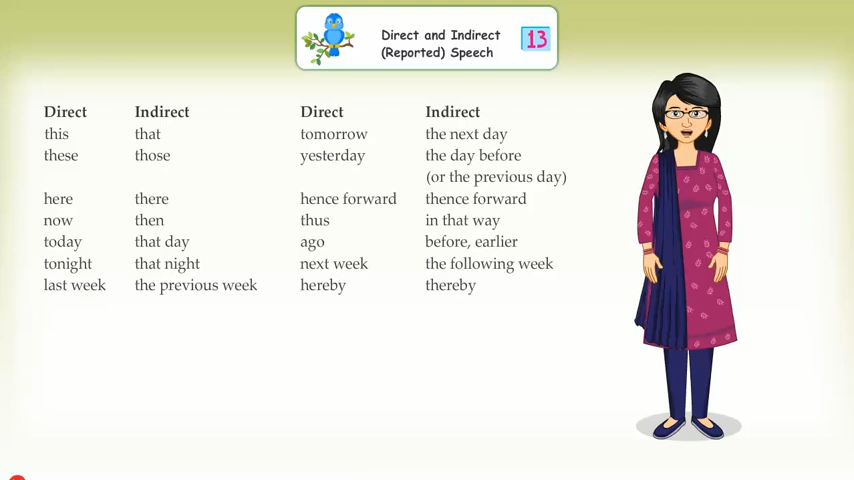 Direct and Indirect
(Reported) Speech
13
Direct Indirect Direct Indirect
this that tomorrow the next day
these those yesterday the day before
(or the previous day)
here there hence forward thence forward
now then thus in that way
today that day ago before, earlier
tonight that night next week the following week
last week the previous week hereby thereby